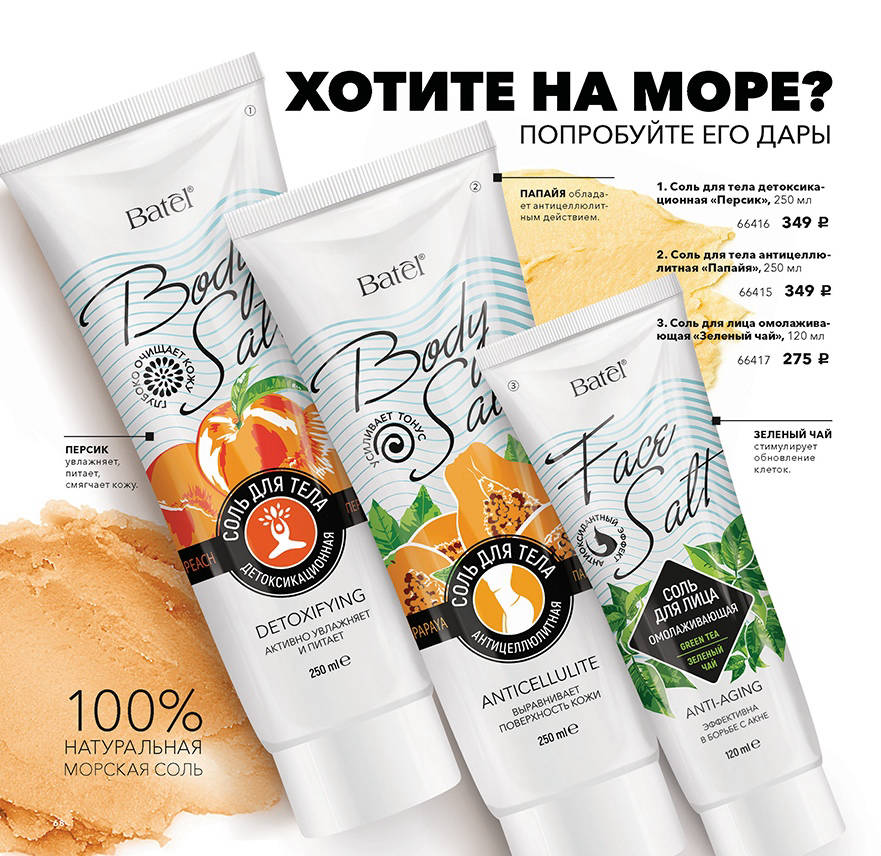 ХОТИТЕ НА МОРЕ?
ПОПРОБУЙТЕ ЕГО ДАРЫ
ПАПАЙЯ облада-
ет антицеллюлит-
ным действием.
1. Соль для тела детоксика-
ционная «Персик», 250 мл
66416 349 ₽
2. Соль для тела антицеллю-
литная «Папайя», 250 мл
66415 349 ₽
3. Соль для лица омолажива-
ющая «Зеленый чай», 120 мл
66417 275 ₽
ЗЕЛЕНЫЙ ЧАЙ
стимулирует
обновление
клеток.
ПЕРСИК
увлажняет,
питает,
смягчает кожу.
1
Batel®
Body
Salt
ГЛУБОКО ОЧИЩАЕТ КОЖУ
PEACH
СОЛЬ ДЛЯ ТЕЛА
ДЕТОКСИКАЦИОННАЯ
DETOXIFYING
АКТИВНО УВЛАЖНЯЕТ
И ПИТАЕТ
250 ml e
2
Batel®
Body
Salt
УСИЛИВАЕТ ТОНУС
PAPAYA
СОЛЬ ДЛЯ ТЕЛА
АНТИЦЕЛЛЮЛИТНАЯ
ANTICELLULITE
ВЫРАВНИВАЕТ
ПОВЕРХНОСТЬ КОЖИ
250 ml e
3
Batel®
Face
Salt
АНТИОКСИДАНТНЫЙ ЭФФЕКТ
СОЛЬ
ДЛЯ ЛИЦА
ОМОЛАЖИВАЮЩАЯ
GREEN TEA
ЗЕЛЕНЫЙ
ЧАЙ
ANTI-AGING
ЭФФЕКТИВНА
В БОРЬБЕ С АКНЕ
120 ml e
100%
НАТУРАЛЬНАЯ
МОРСКАЯ СОЛЬ
68